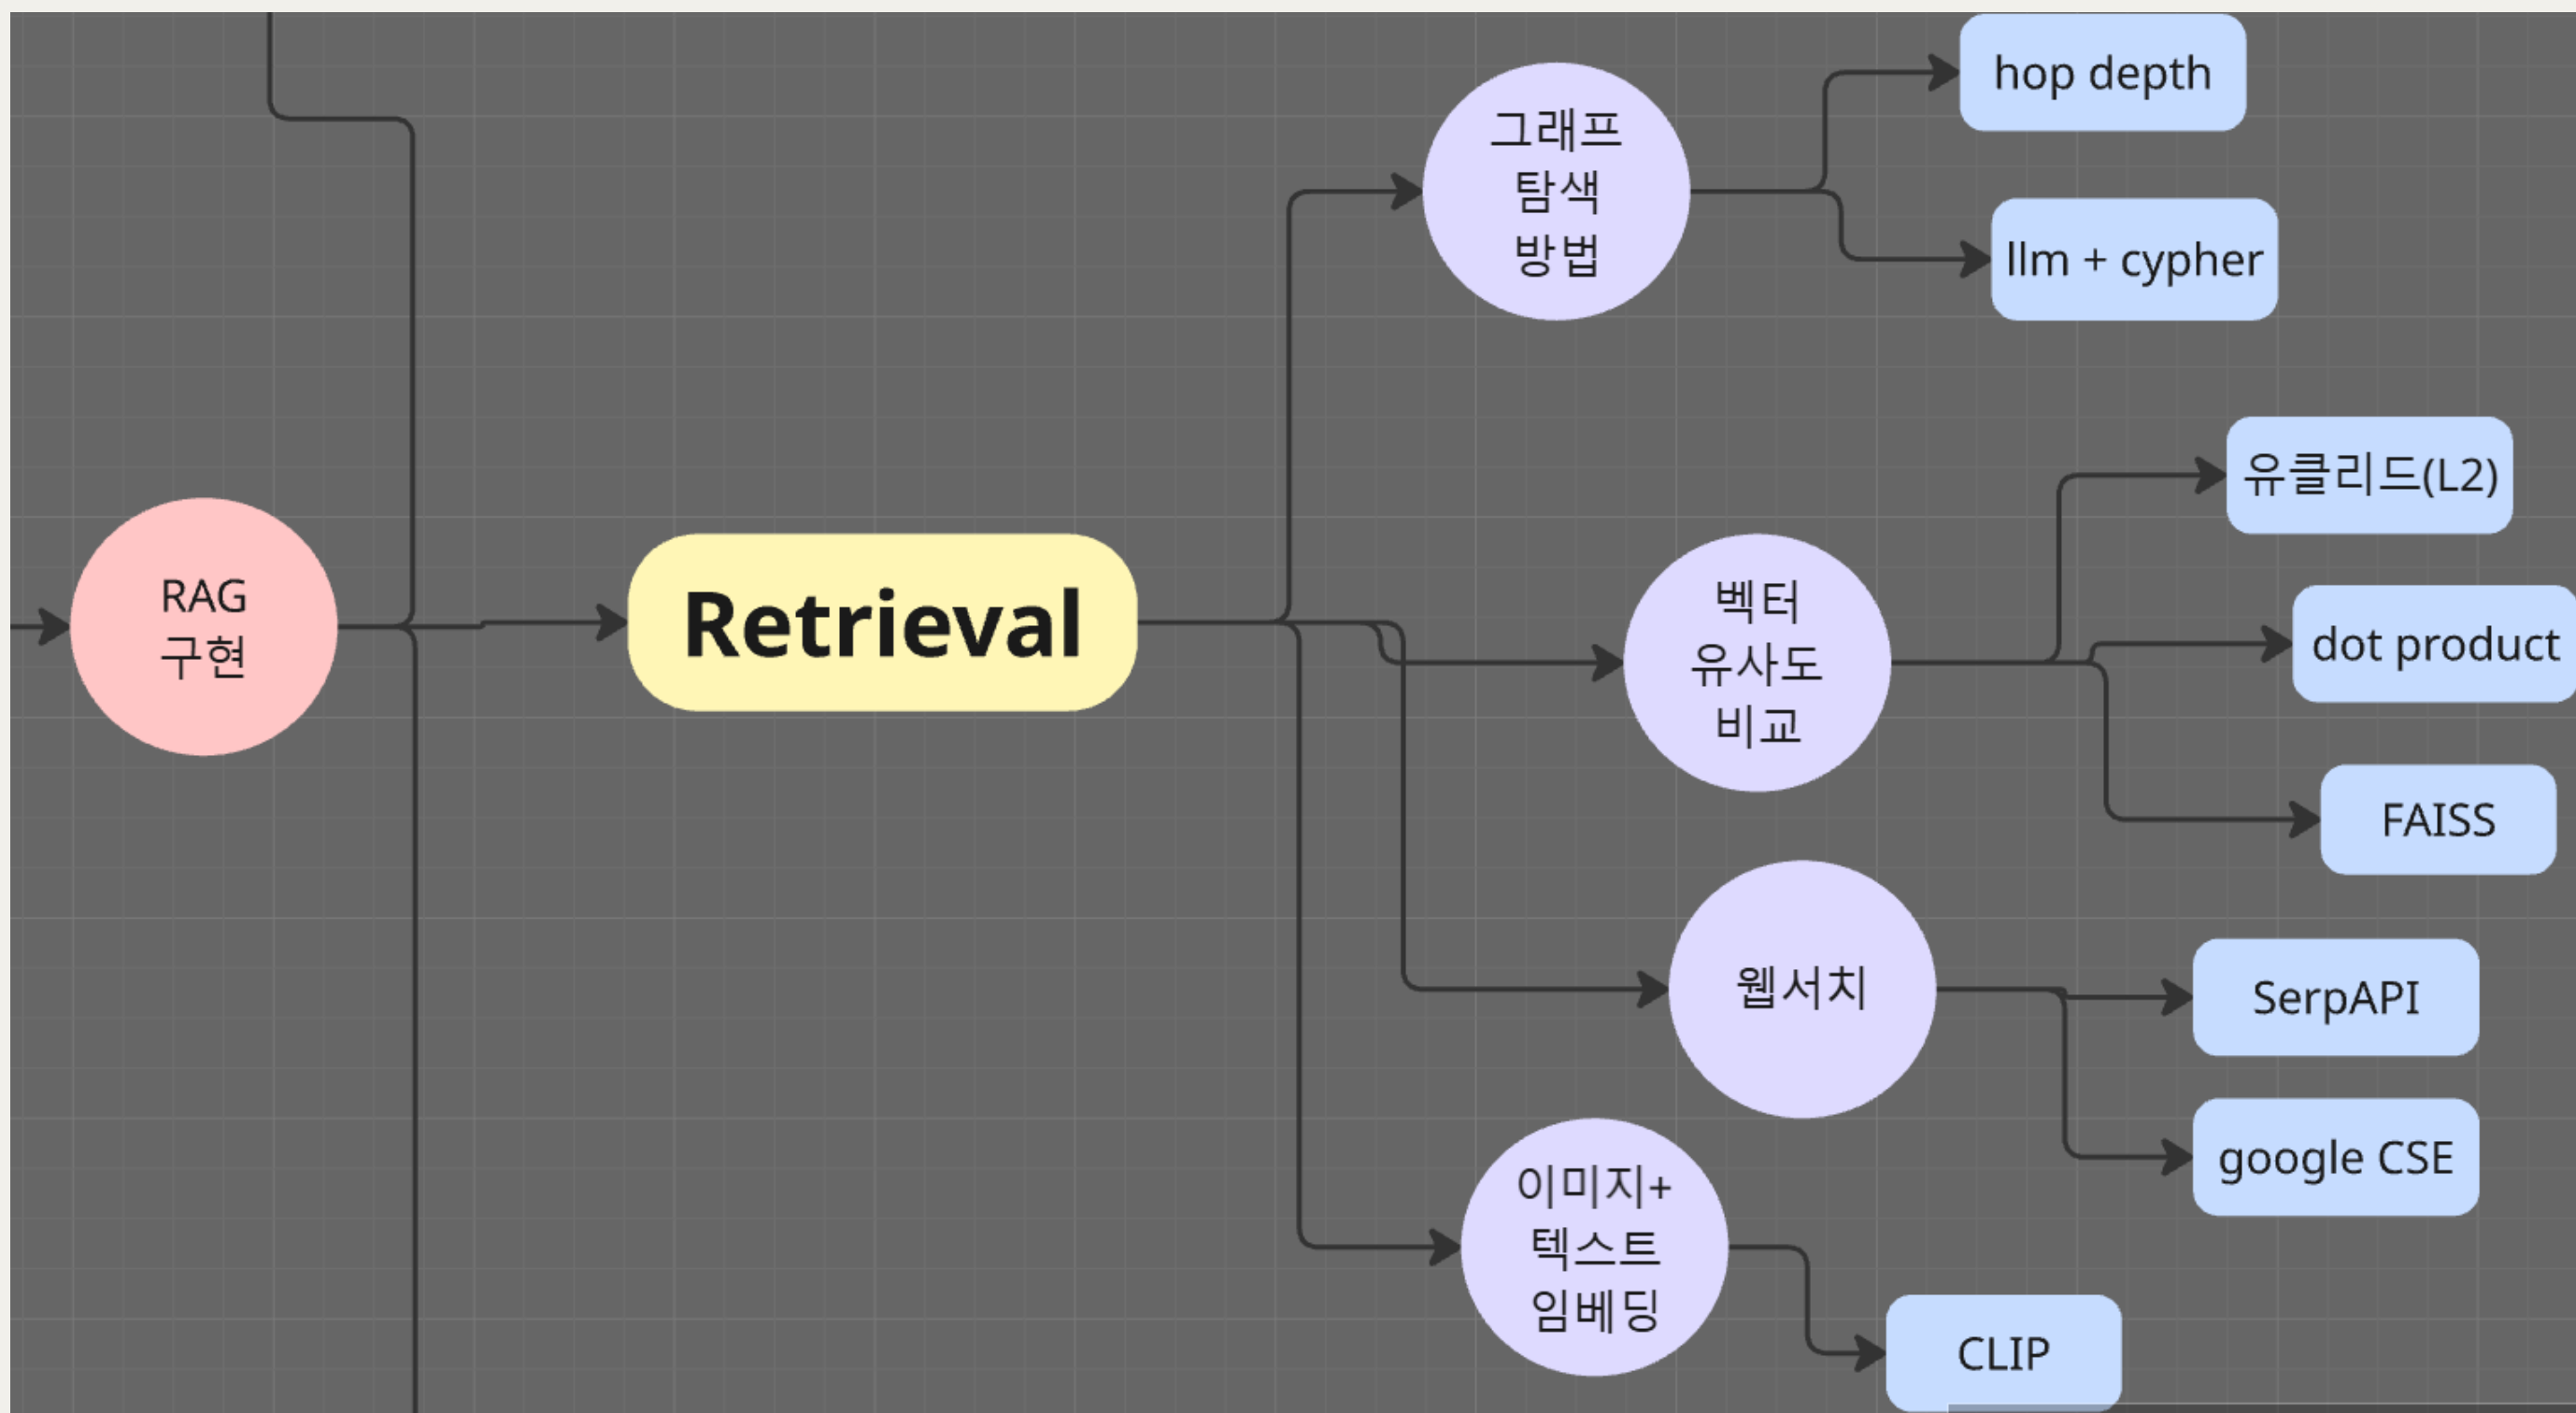 RAG
구현
Retrieval
그래프
탐색
방법
hop depth
llm + cypher
벡터
유사도
비교
유클리드(L2)
dot product
FAISS
웹서치
SerpAPI
google CSE
이미지+
텍스트
임베딩
CLIP